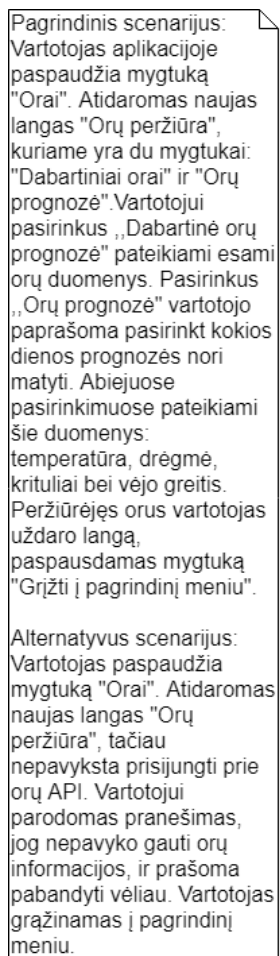 Pagrindinis scenarijus:
Vartotojas aplikacijoje
paspaudžia mygtuką
"Orai". Atidaromas naujas
langas "Orų peržiūra",
kuriame yra du mygtukai:
"Dabartiniai orai" ir "Orų
prognozė".Vartotojui
pasirinkus ,,Dabartinė orų
prognozė" pateikiami esami
orų duomenys. Pasirinkus
,,Orų prognozė" vartotojo
paprašoma pasirinkt kokios
dienos prognozės nori
matyti. Abiejuose
pasirinkimuose pateikiami
šie duomenys:
temperatūra, drėgmė,
krituliai bei vėjo greitis.
Peržiūrėjęs orus vartotojas
uždaro langą,
paspausdamas mygtuką
"Grįžti į pagrindinį meniu".

Alternatyvus scenarijus:
Vartotojas paspaudžia
mygtuką "Orai". Atidaromas
naujas langas "Orų
peržiūra", tačiau
nepavyksta prisijungti prie
orų API. Vartotojui
parodomas pranešimas,
jog nepavyko gauti orų
informacijos, ir prašoma
pabandyti vėliau. Vartotojas
grąžinamas į pagrindinį
meniu.